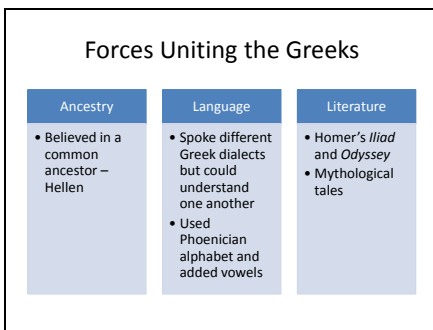 Forces Uniting the Greeks
Ancestry
• Believed in a
common
ancestor –
Hellen
Language
• Spoke different
Greek dialects
but could
understand
one another
• Used
Phoenician
alphabet and
added vowels
Literature
• Homer's Iliad
and Odyssey
• Mythological
tales